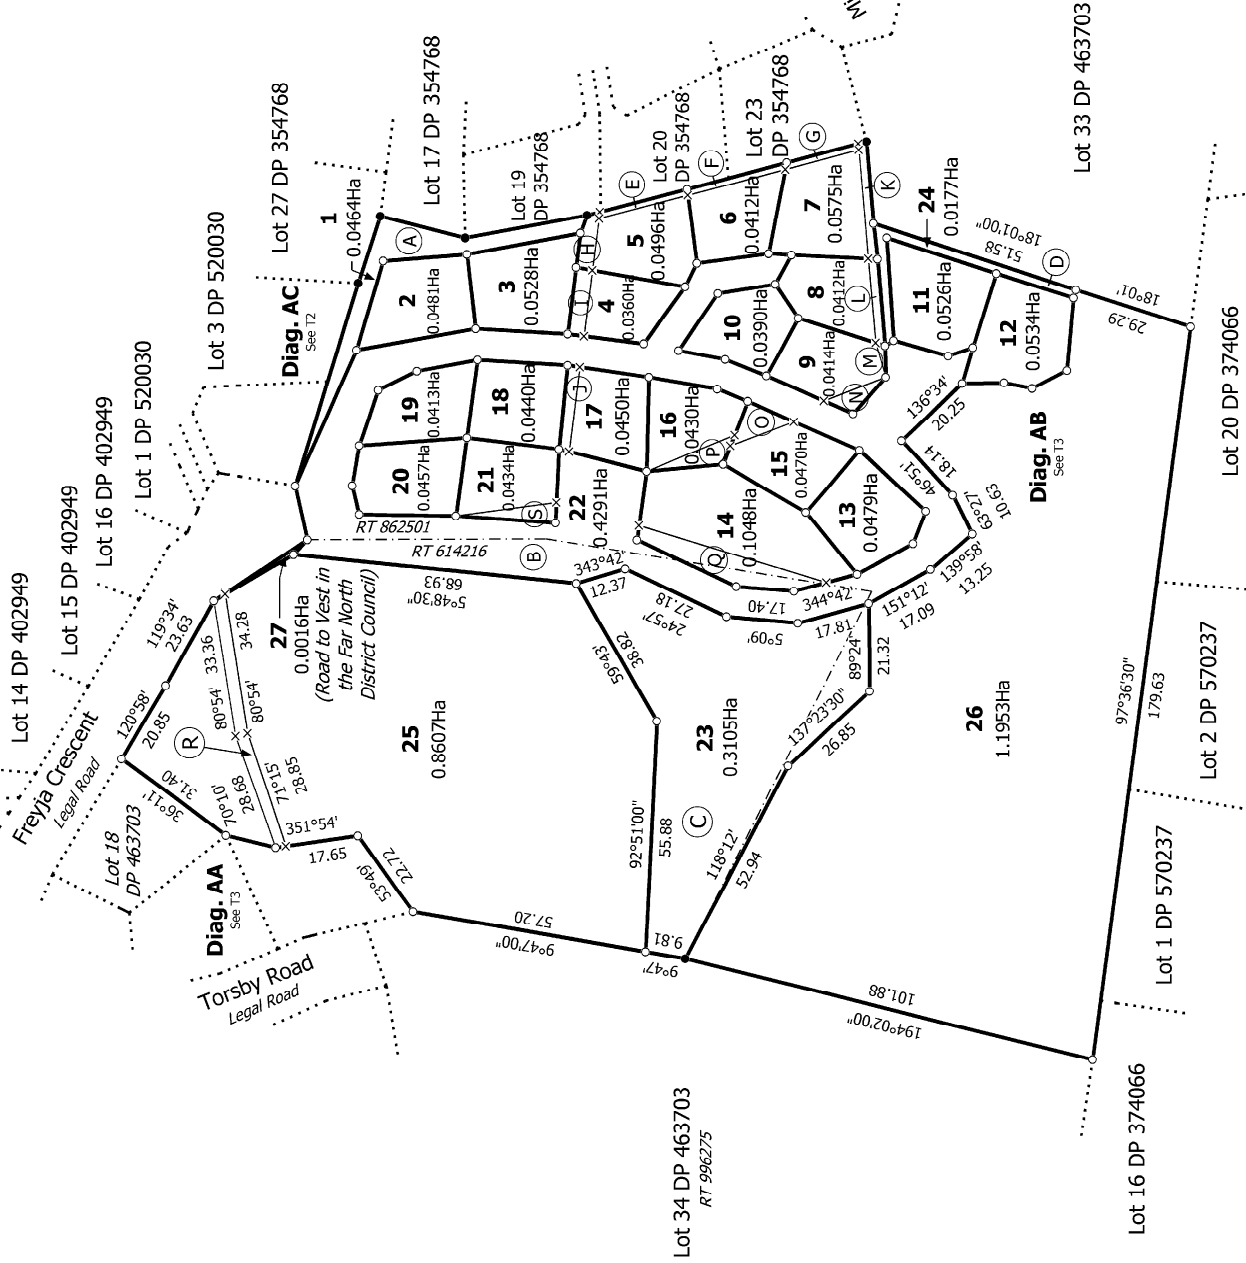 Mi
Lot 33 DP 463703
Lot 17 DP 354768
Lot 27 DP 354768
Lot 19
DP 354768
Lot 20
DP 354768
Lot 23
DP 354768
Lot 3 DP 520030
Lot 1 DP 520030
Lot 16 DP 402949
Lot 15 DP 402949
Lot 14 DP 402949
Diag. AC
See T2
1
0.0464Ha
A
2
0.0481Ha
3
0.0528Ha
H
I
4
0.0360Ha
E
5
0.0496Ha
F
6
0.0412Ha
G
7
0.0575Ha
K
8
0.0412Ha
L
9
0.0414Ha
M
N
10
0.0390Ha
24
0.0177Ha
11
0.0526Ha
12
0.0534Ha
51.58
18°01'00"
D
18°01'
29.29
19
0.0413Ha
18
0.0440Ha
J
17
0.0450Ha
16
0.0430Ha
P
O
15
0.0470Ha
13
0.0479Ha
14
0.1048Ha
Q
20
0.0457Ha
21
0.0434Ha
S
22
0.4291Ha
RT 862501
RT 614216
B
136°34'
20.25
18.14
46°51'
63°27'
10.63
139°58'
13.25
151°12'
17.09
Diag. AB
See T3
68.93
5°48'30"
343°42'
12.37
27.18
24°57'
17.40
5°09'
344°42'
17.81
89°24'
21.32
137°23'30"
26.85
59°43'
38.82
27
0.0016Ha
(Road to Vest in
the Far North
District Council)
119°34'
23.63
120°58'
20.85
33.36
80°54'
34.28
80°54'
R
28.68
70°10'
71°15'
28.85
31.40
36°11'
351°54'
17.65
22.72
53°49'
57.20
9°47'00"
9.81
9°47'
25
0.8607Ha
23
0.3105Ha
26
1.1953Ha
92°51'00"
55.88
C
118°12'
52.94
101.88
194°02'00"
97°36'30"
179.63
Freyja Crescent
Legal Road
Lot 18
DP 463703
Diag. AA
See T3
Torsby Road
Legal Road
Lot 34 DP 463703
RT 996275
Lot 20 DP 374066
Lot 2 DP 570237
Lot 1 DP 570237
Lot 16 DP 374066